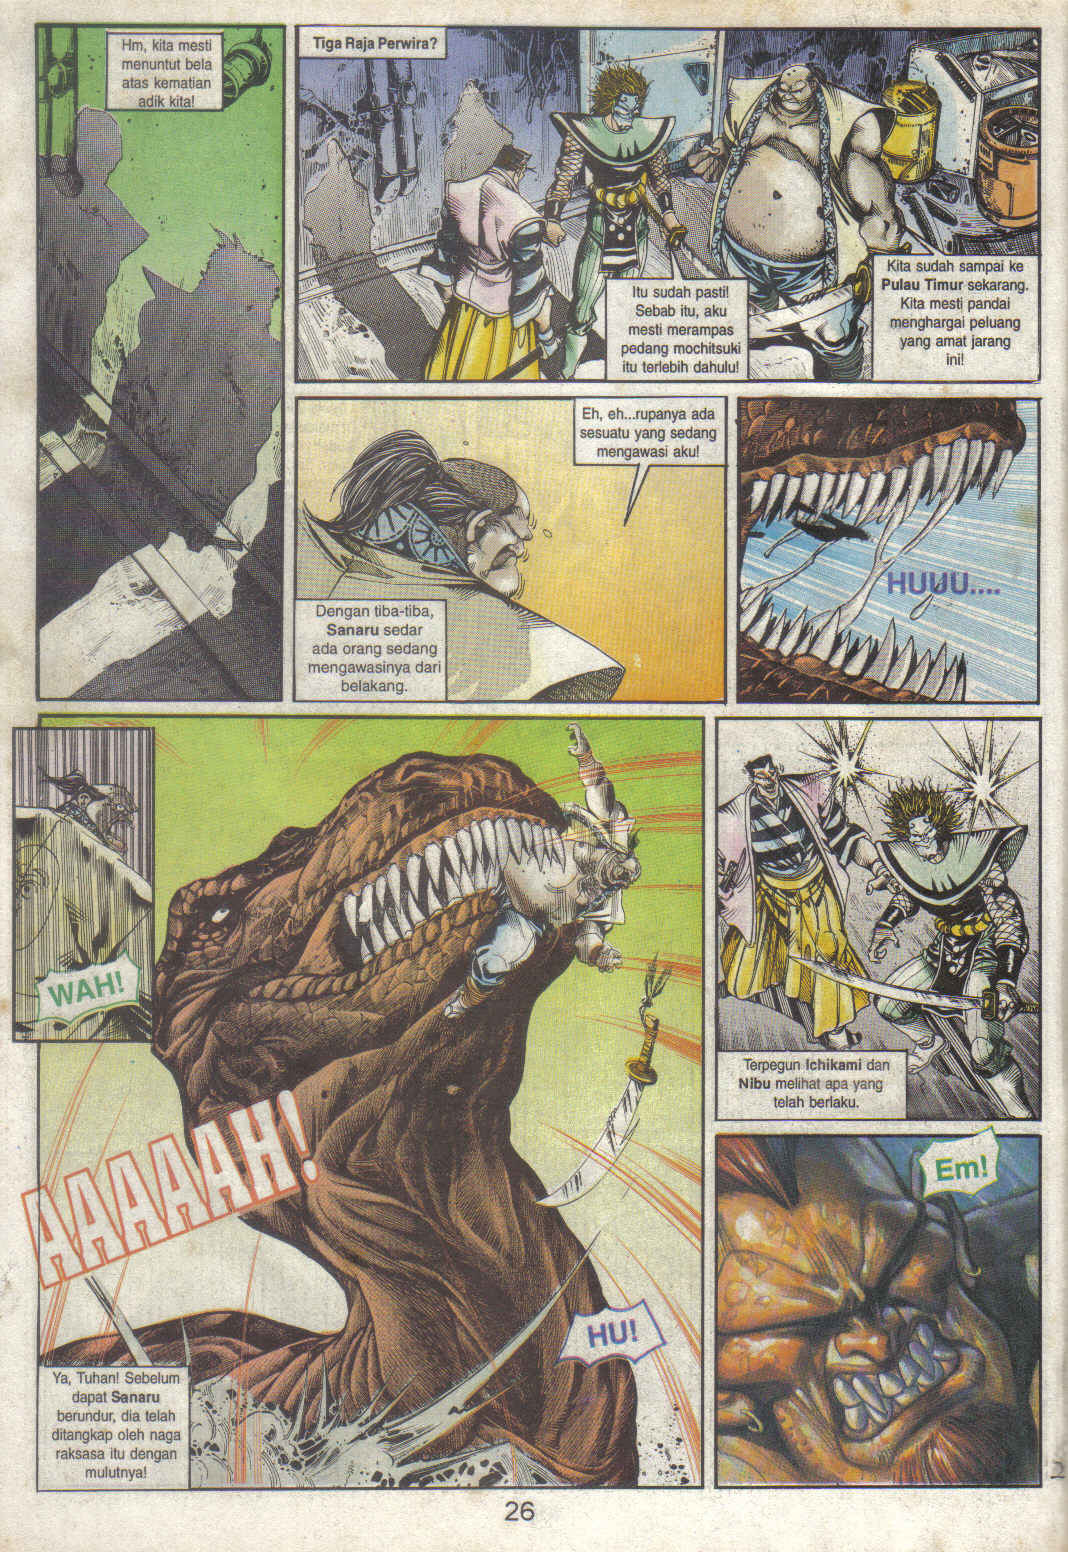 Hm, kita mesti
menuntut bela
atas kematian
adik kita!
Tiga Raja Perwira?
Itu sudah pasti!
Sebab itu, aku
mesti merampas
pedang mochitsuki
itu terlebih dahulu!
Kita sudah sampai ke
Pulau Timur sekarang.
Kita mesti pandai
menghargai peluang
yang amat jarang
ini!
Eh, eh...rupanya ada
sesuatu yang sedang
mengawasi aku!
Dengan tiba-tiba,
Sanaru sedar
ada orang sedang
mengawasinya dari
belakang.
HUUU....
WAH!
AAAAAH!
HU!
Ya, Tuhan! Sebelum
dapat Sanaru
berundur, dia telah
ditangkap oleh naga
raksasa itu dengan
mulutnya!
Terpegun Ichikami dan
Nibu melihat apa yang
telah berlaku.
Em!
26
2